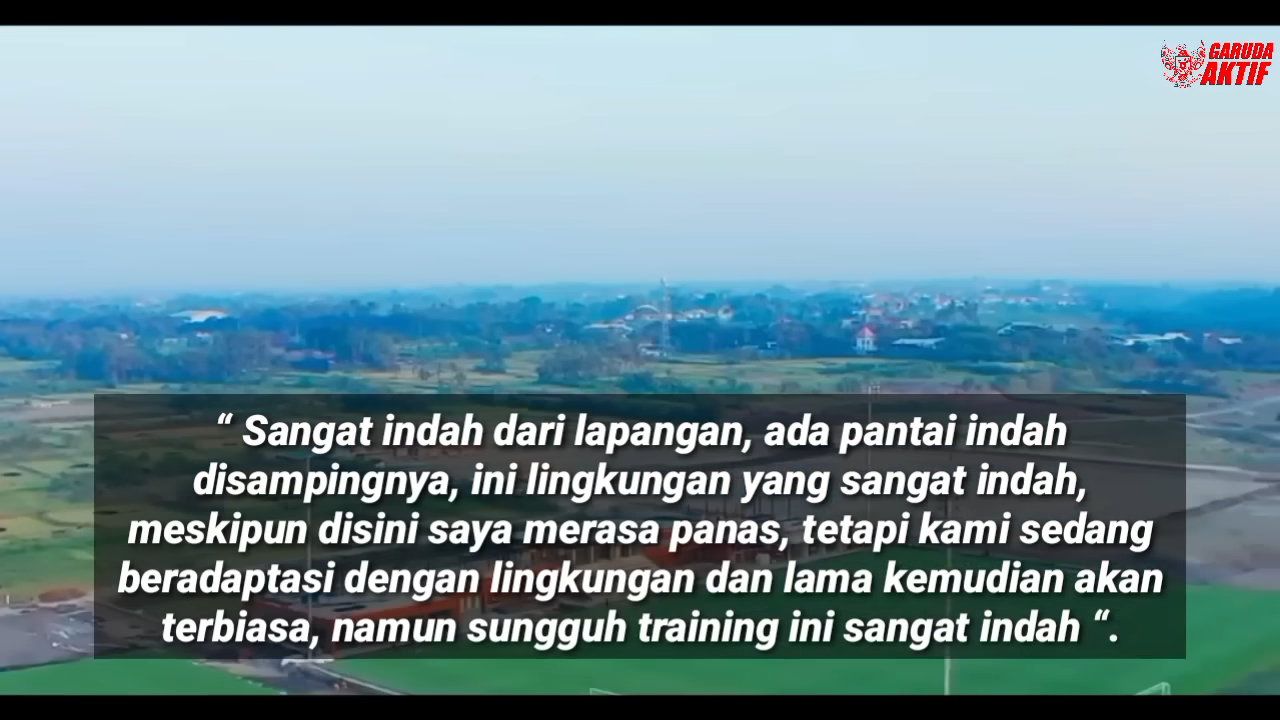 GARUDA
AKTIF
“ Sangat indah dari lapangan, ada pantai indah
disampingnya, ini lingkungan yang sangat indah,
meskipun disini saya merasa panas, tetapi kami sedang
beradaptasi dengan lingkungan dan lama kemudian akan
terbiasa, namun sungguh training ini sangat indah “.